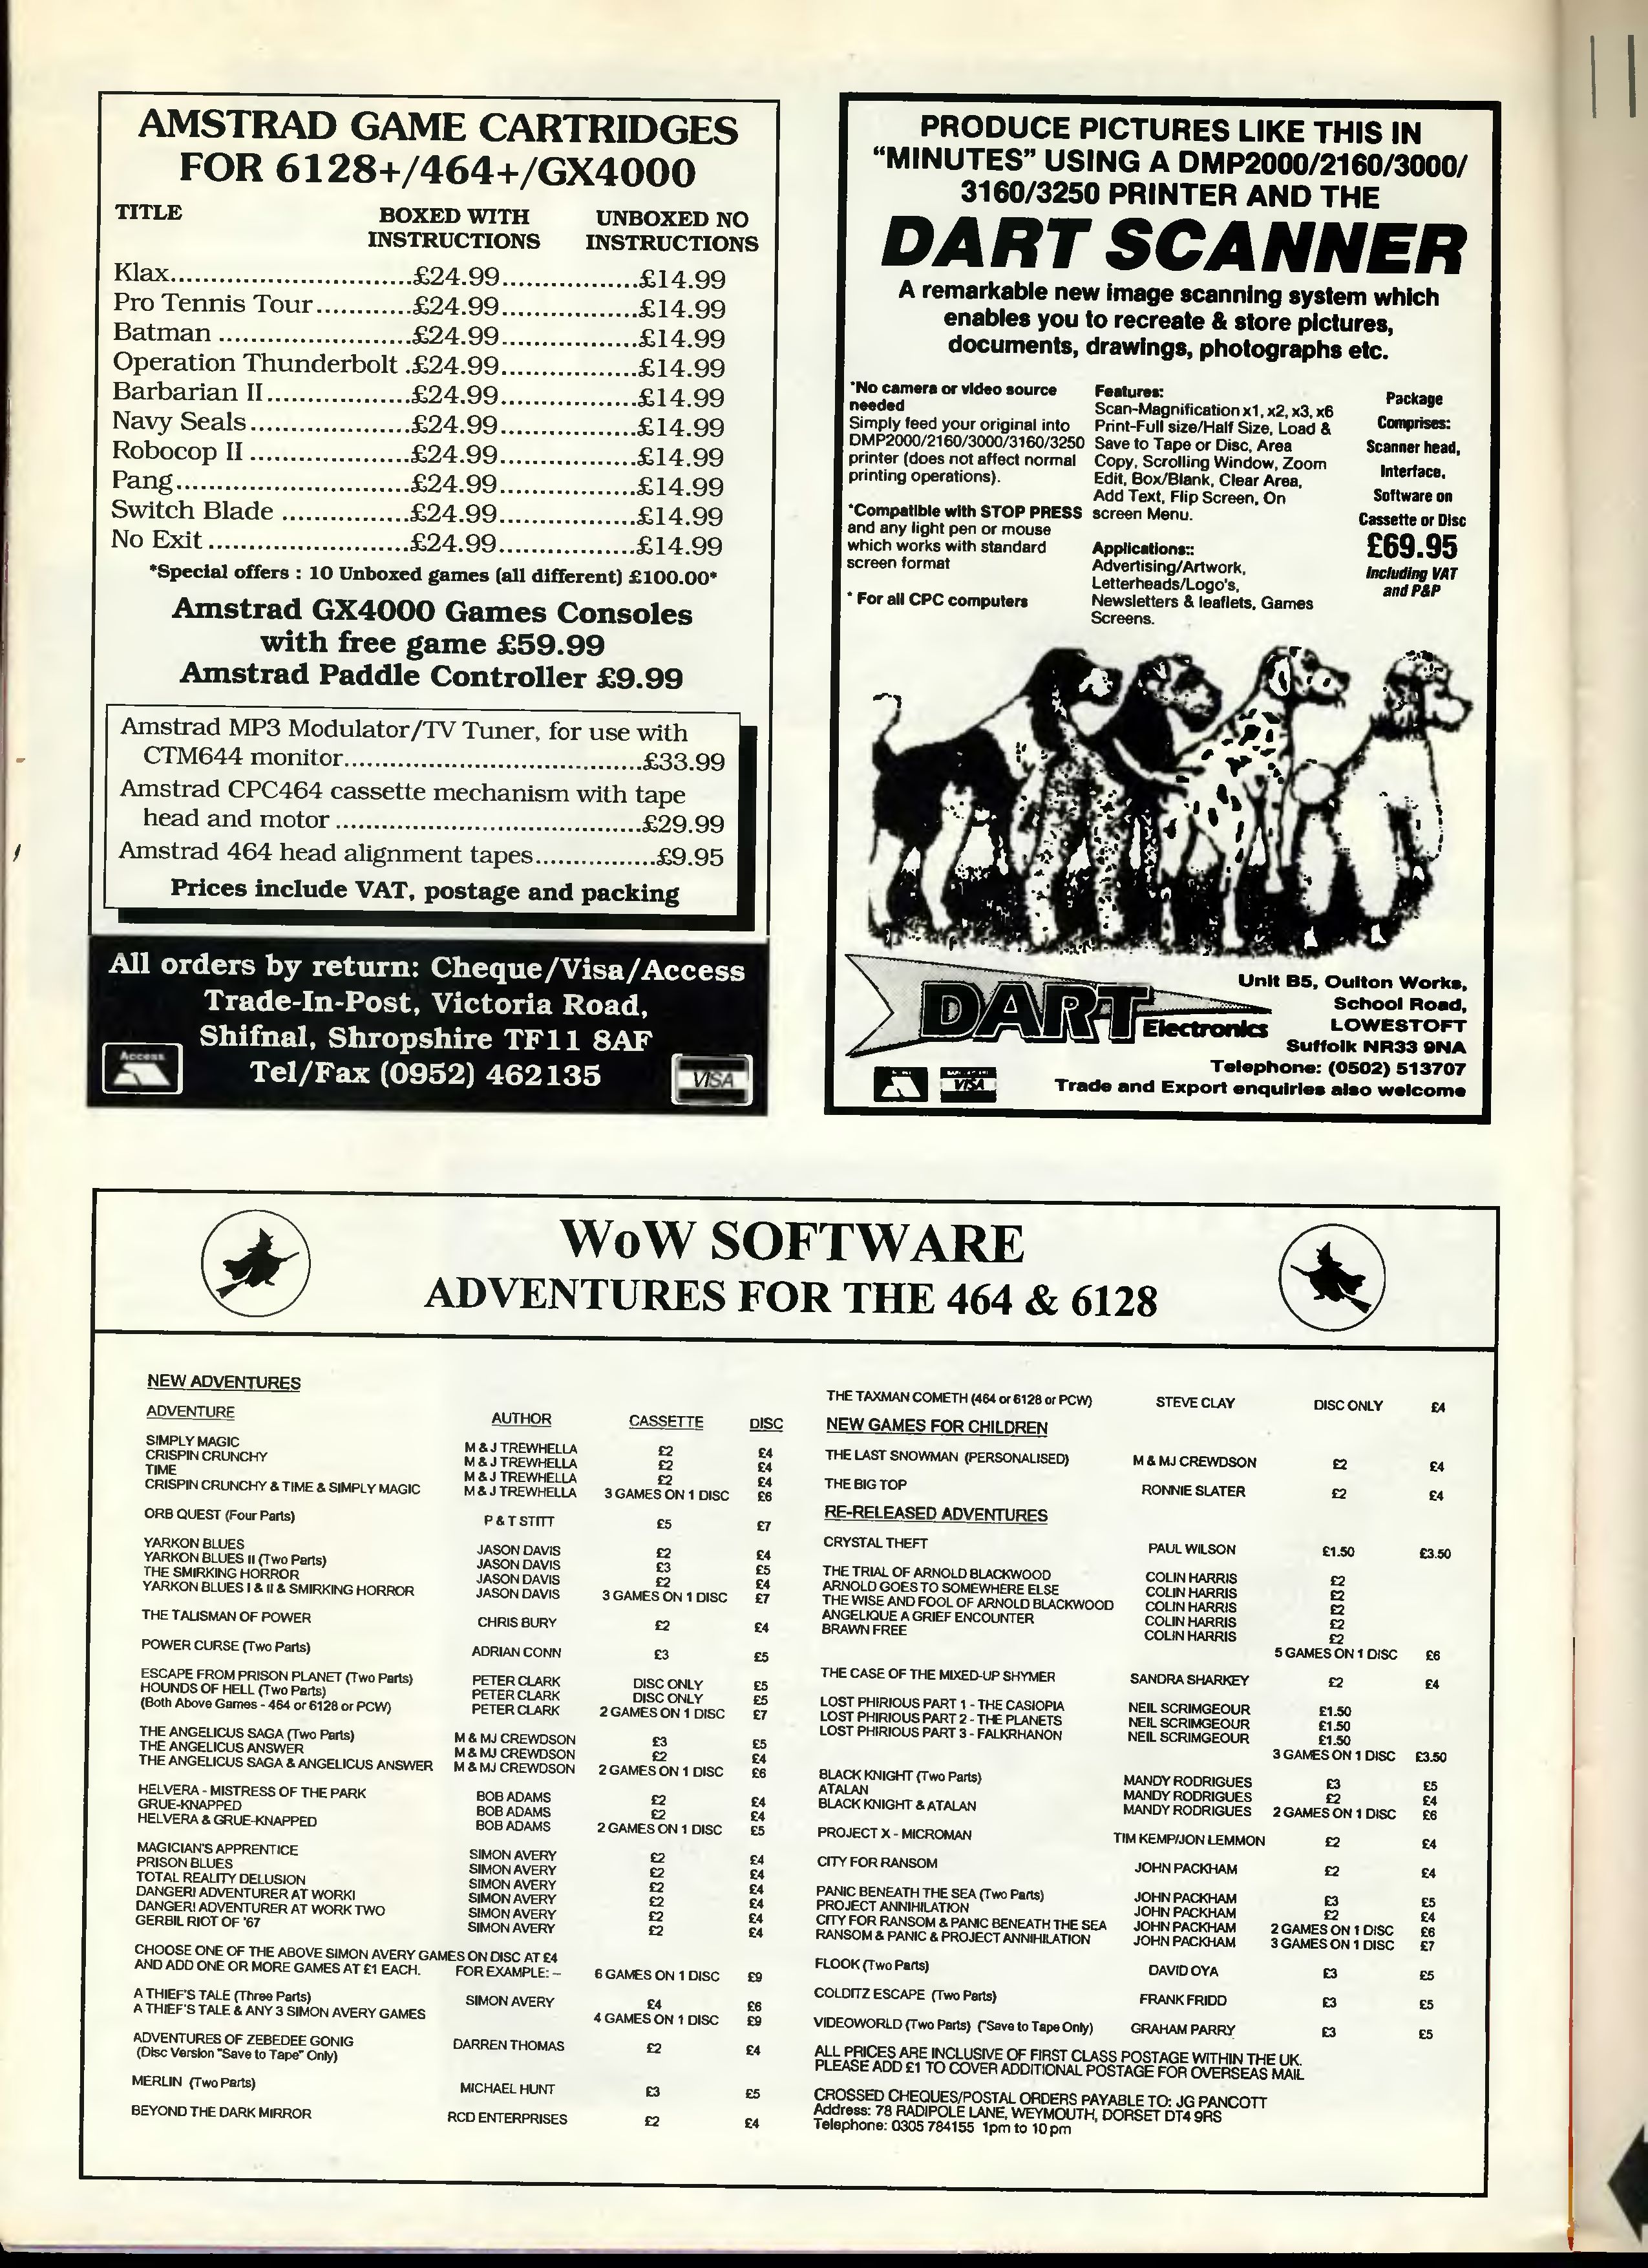 AMSTRAD GAME CARTRIDGES
FOR 6128+/464+/GX4000
TITLE BOXED WITH INSTRUCTIONS UNBOXED NO INSTRUCTIONS
Klax..............................£24.99....................£14.99
Pro Tennis Tour..............£24.99....................£14.99
Batman ............................£24.99....................£14.99
Operation Thunderbolt .£24.99....................£14.99
Barbarian II.....................£24.99....................£14.99
Navy Seals.......................£24.99....................£14.99
Robocop II .......................£24.99....................£14.99
Pang..................................£24.99....................£14.99
Switch Blade ...................£24.99....................£14.99
No Exit .............................£24.99....................£14.99
*Special offers : 10 Unboxed games (all different) £100.00*
Amstrad GX4000 Games Consoles
with free game £59.99
Amstrad Paddle Controller £9.99
Amstrad MP3 Modulator/TV Tuner, for use with
CTM644 monitor............................................£33.99
Amstrad CPC464 cassette mechanism with tape
head and motor .............................................£29.99
Amstrad 464 head alignment tapes.................£9.95
Prices include VAT, postage and packing
All orders by return: Cheque/Visa/Access
Trade-In-Post, Victoria Road,
Shifnal, Shropshire TF11 8AF
Tel/Fax (0952) 462135
Access
VISA
PRODUCE PICTURES LIKE THIS IN
“MINUTES” USING A DMP2000/2160/3000/
3160/3250 PRINTER AND THE
DART SCANNER
A remarkable new image scanning system which
enables you to recreate & store pictures,
documents, drawings, photographs etc.
*No camera or video source
needed
Simply feed your original into
DMP2000/2160/3000/3160/3250
printer (does not affect normal
printing operations).
*Compatible with STOP PRESS
and any light pen or mouse
which works with standard
screen format
* For all CPC computers
Features:
Scan-Magnification x1, x2, x3, x6
Print-Full size/Half Size, Load &
Save to Tape or Disc, Area
Copy, Scrolling Window, Zoom
Edit, Box/Blank, Clear Area,
Add Text, Flip Screen, On
screen Menu.
Applications::
Advertising/Artwork,
Letterheads/Logo's,
Newsletters & leaflets, Games
Screens.
Package
Comprises:
Scanner head,
Interface,
Software on
Cassette or Disc
£69.95
including VAT
and P&P
DART Electronics
Unit B5, Oulton Works,
School Road,
LOWESTOFT
Suffolk NR33 9NA
Telephone: (0502) 513707
Trade and Export enquiries also welcome
VISA
WoW SOFTWARE
ADVENTURES FOR THE 464 & 6128
NEW ADVENTURES
ADVENTURE AUTHOR CASSETTE DISC
SIMPLY MAGIC M & J TREWHELLA £2 £4
CRISPIN CRUNCHY M & J TREWHELLA £2 £4
TIME M & J TREWHELLA £2 £4
CRISPIN CRUNCHY & TIME & SIMPLY MAGIC M & J TREWHELLA 3 GAMES ON 1 DISC £6
ORB QUEST (Four Parts) P & T STITT £5 £7
YARKON BLUES JASON DAVIS £2 £4
YARKON BLUES II (Two Parts) JASON DAVIS £3 £5
THE SMIRKING HORROR JASON DAVIS £2 £4
YARKON BLUES I & II & SMIRKING HORROR JASON DAVIS 3 GAMES ON 1 DISC £7
THE TALISMAN OF POWER CHRIS BURY £2 £4
POWER CURSE (Two Parts) ADRIAN CONN £3 £5
ESCAPE FROM PRISON PLANET (Two Parts) PETER CLARK DISC ONLY £5
HOUNDS OF HELL (Two Parts) PETER CLARK DISC ONLY £5
(Both Above Games - 464 or 6128 or PCW) PETER CLARK 2 GAMES ON 1 DISC £7
THE ANGELICUS SAGA (Two Parts) M & MJ CREWDSON £3 £5
THE ANGELICUS ANSWER M & MJ CREWDSON £2 £4
THE ANGELICUS SAGA & ANGELICUS ANSWER M & MJ CREWDSON 2 GAMES ON 1 DISC £6
HELVERA - MISTRESS OF THE PARK BOB ADAMS £2 £4
GRUE-KNAPPED BOB ADAMS £2 £4
HELVERA & GRUE-KNAPPED BOB ADAMS 2 GAMES ON 1 DISC £5
MAGICIAN'S APPRENTICE SIMON AVERY £2 £4
PRISON BLUES SIMON AVERY £2 £4
TOTAL REALITY DELUSION SIMON AVERY £2 £4
DANGER! ADVENTURER AT WORK! SIMON AVERY £2 £4
DANGER! ADVENTURER AT WORK TWO SIMON AVERY £2 £4
GERBIL RIOT OF '67 SIMON AVERY £2 £4
CHOOSE ONE OF THE ABOVE SIMON AVERY GAMES ON DISC AT £4
AND ADD ONE OR MORE GAMES AT £1 EACH. FOR EXAMPLE: – 6 GAMES ON 1 DISC £9
A THIEF'S TALE (Three Parts) SIMON AVERY £4 £6
A THIEF'S TALE & ANY 3 SIMON AVERY GAMES 4 GAMES ON 1 DISC £9
ADVENTURES OF ZEBEDEE GONIG DARREN THOMAS £2 £4
(Disc Version "Save to Tape" Only)
MERLIN (Two Parts) MICHAEL HUNT £3 £5
BEYOND THE DARK MIRROR RCD ENTERPRISES £2 £4
THE TAXMAN COMETH (464 or 6128 or PCW) STEVE CLAY DISC ONLY £4
NEW GAMES FOR CHILDREN
THE LAST SNOWMAN (PERSONALISED) M & MJ CREWDSON £2 £4
THE BIG TOP RONNIE SLATER £2 £4
RE-RELEASED ADVENTURES
CRYSTAL THEFT PAUL WILSON £1.50 £3.50
THE TRIAL OF ARNOLD BLACKWOOD COLIN HARRIS £2
ARNOLD GOES TO SOMEWHERE ELSE COLIN HARRIS £2
THE WISE AND FOOL OF ARNOLD BLACKWOOD COLIN HARRIS £2
ANGELIQUE A GRIEF ENCOUNTER COLIN HARRIS £2
BRAWN FREE COLIN HARRIS £2
5 GAMES ON 1 DISC £6
THE CASE OF THE MIXED-UP SHYMER SANDRA SHARKEY £2 £4
LOST PHIRIOUS PART 1 - THE CASIOPIA NEIL SCRIMGEOUR £1.50
LOST PHIRIOUS PART 2 - THE PLANETS NEIL SCRIMGEOUR £1.50
LOST PHIRIOUS PART 3 - FALKRHANON NEIL SCRIMGEOUR £1.50
3 GAMES ON 1 DISC £3.50
BLACK KNIGHT (Two Parts) MANDY RODRIGUES £3 £5
ATALAN MANDY RODRIGUES £2 £4
BLACK KNIGHT & ATALAN MANDY RODRIGUES 2 GAMES ON 1 DISC £6
PROJECT X - MICROMAN TIM KEMP/JON LEMMON £2 £4
CITY FOR RANSOM JOHN PACKHAM £2 £4
PANIC BENEATH THE SEA (Two Parts) JOHN PACKHAM £3 £5
PROJECT ANNIHILATION JOHN PACKHAM £2 £4
CITY FOR RANSOM & PANIC BENEATH THE SEA JOHN PACKHAM 2 GAMES ON 1 DISC £6
RANSOM & PANIC & PROJECT ANNIHILATION JOHN PACKHAM 3 GAMES ON 1 DISC £7
FLOOK (Two Parts) DAVID OYA £3 £5
COLDITZ ESCAPE (Two Parts) FRANK FRIDD £3 £5
VIDEOWORLD (Two Parts) ("Save to Tape Only) GRAHAM PARRY £3 £5
ALL PRICES ARE INCLUSIVE OF FIRST CLASS POSTAGE WITHIN THE UK.
PLEASE ADD £1 TO COVER ADDITIONAL POSTAGE FOR OVERSEAS MAIL
CROSSED CHEQUES/POSTAL ORDERS PAYABLE TO: JG PANCOTT
Address: 78 RADIPOLE LANE, WEYMOUTH, DORSET DT4 9RS
Telephone: 0305 784155 1pm to 10 pm